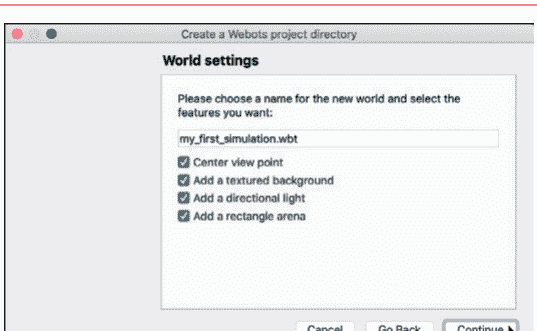 Create a Webots project directory
World settings
Please choose a name for the new world and select the
features you want:
my_first_simulation.wbt
Center view point
Add a textured background
Add a directional light
Add a rectangle arena
Cancel Go Back Continue